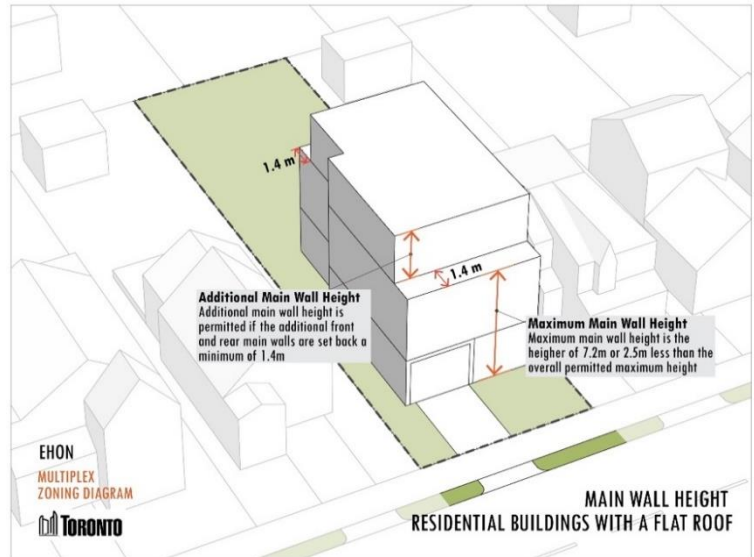 1.4 m
1.4 m
Additional Main Wall Height
Additional main wall height is
permitted if the additional front
and rear main walls are set back a
minimum of 1.4m
Maximum Main Wall Height
Maximum main wall height is the
heigher of 7.2m or 2.5m less than the
overall permitted maximum height
EHON
MULTIPLEX
ZONING DIAGRAM
TORONTO
MAIN WALL HEIGHT
RESIDENTIAL BUILDINGS WITH A FLAT ROOF